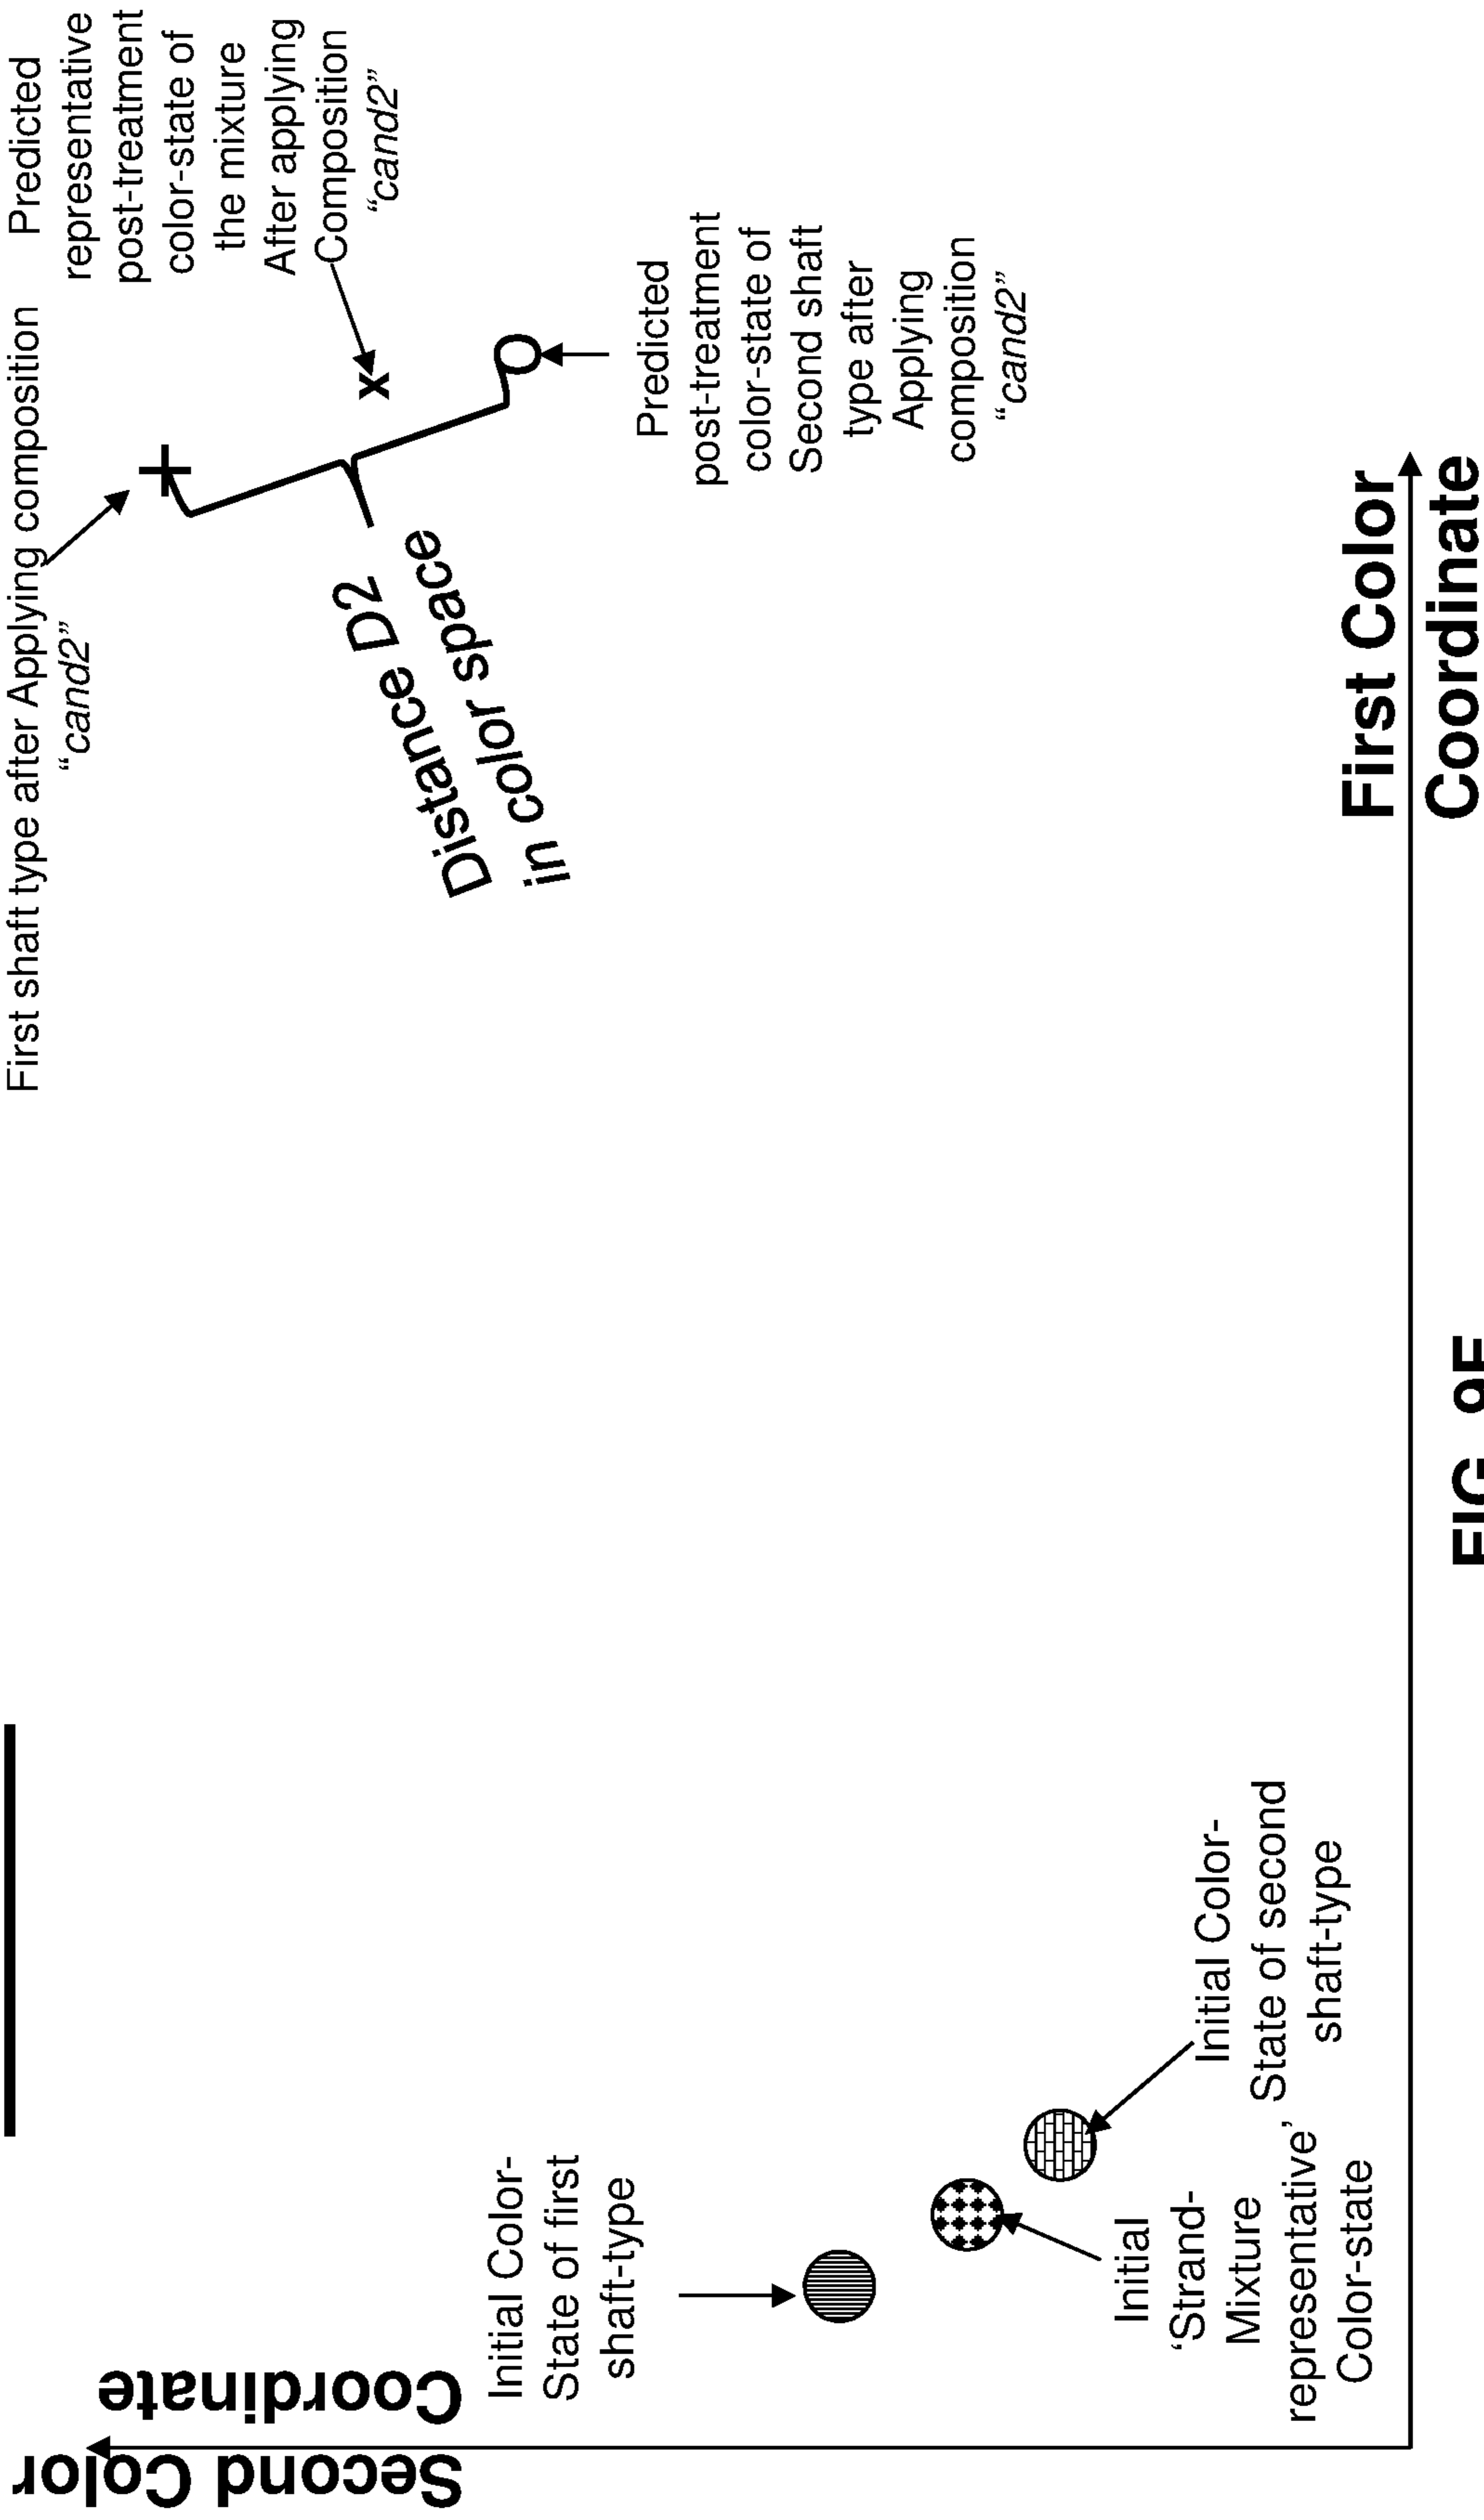 First shaft type after Applying composition
“cand2”
Predicted
representative
post-treatment
color-state of
the mixture
After applying
Composition
“cand2”
Distance D2
in color space
Predicted
post-treatment
color-state of
Second shaft
type after
Applying
composition
“cand2”
Second Color
Coordinate
Initial Color-
State of first
shaft-type
Initial
‘Strand-
Mixture
representative’
Color-state
Initial Color-
State of second
shaft-type
First Color
Coordinate
FIG